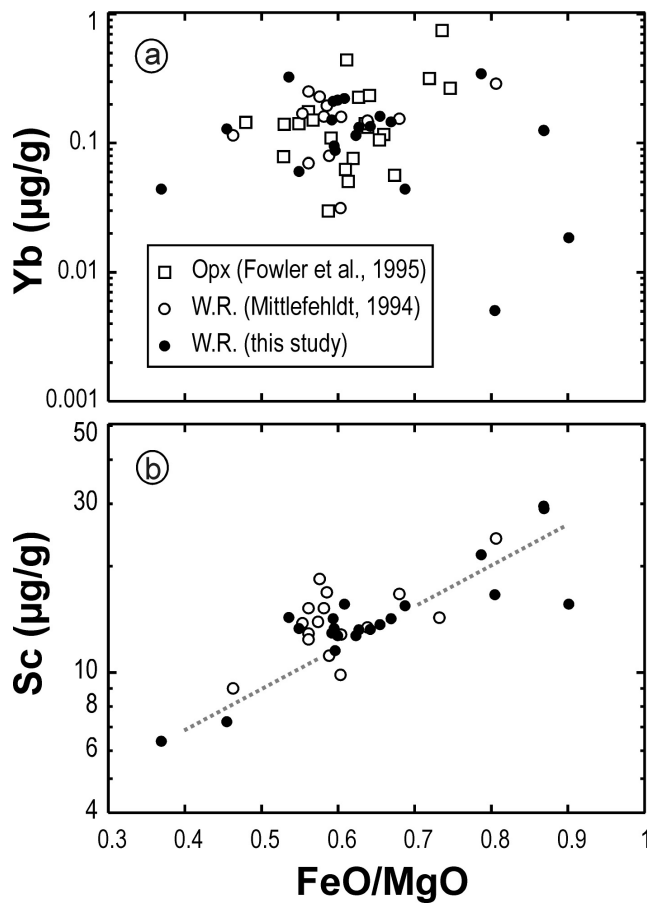 1
a
0.1
Yb (µg/g)
0.01
Opx (Fowler et al., 1995)
W.R. (Mittlefehldt, 1994)
W.R. (this study)
0.001
50
b
30
Sc (µg/g)
10
8
6
4
0.3 0.4 0.5 0.6 0.7 0.8 0.9 1
FeO/MgO